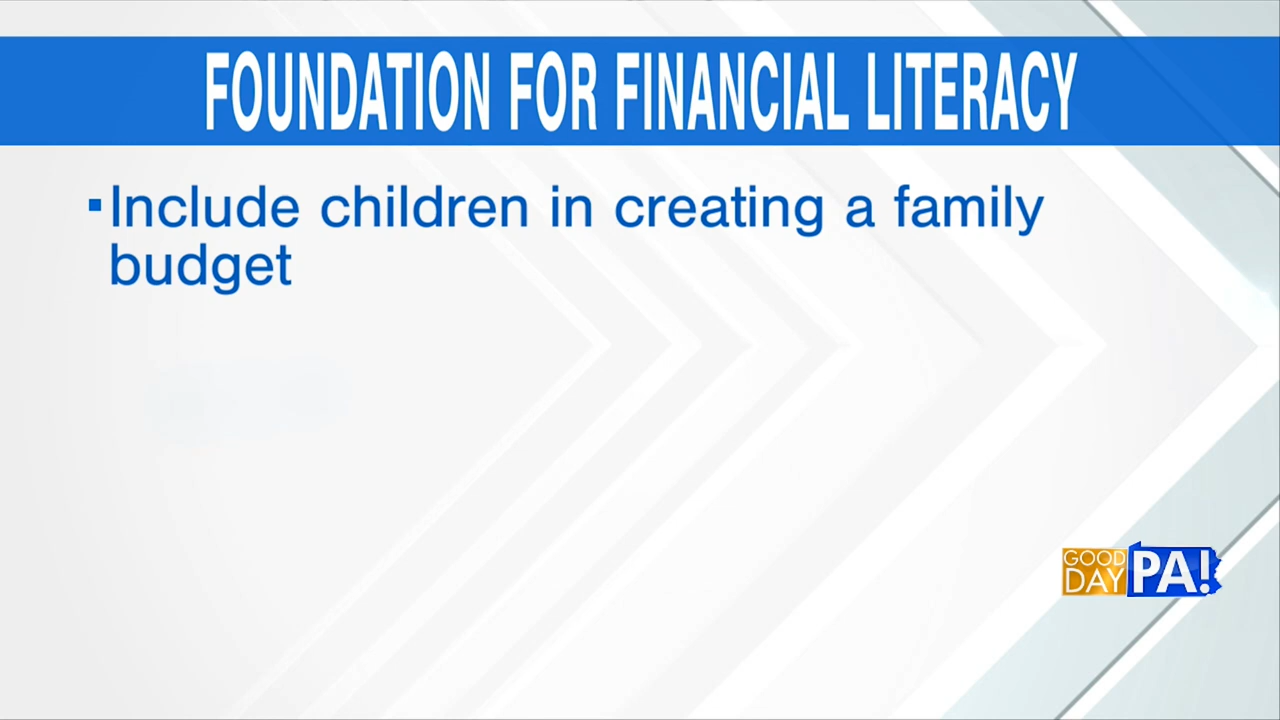 FOUNDATION FOR FINANCIAL LITERACY
▪Include children in creating a family
budget
GOOD
DAY
PA!